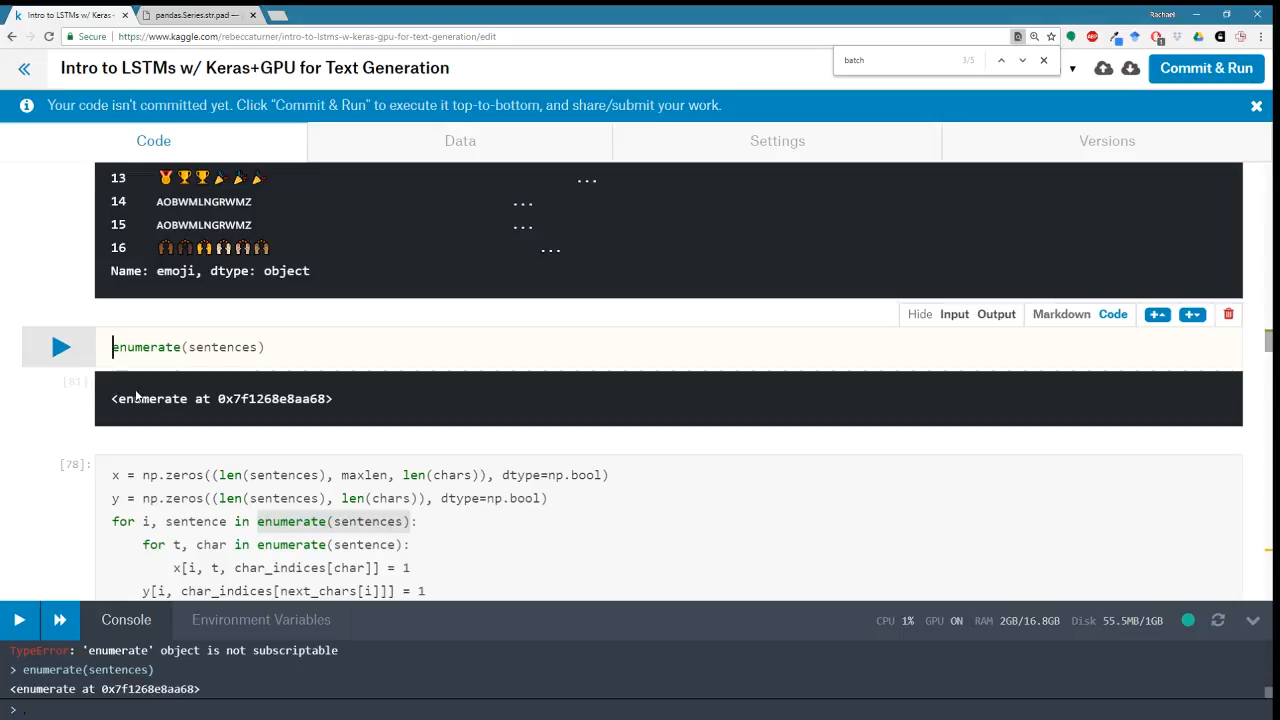 Intro to LSTMs w/ Keras+GPU for Text Generation - k
pandas.Series.str.pad —
Rachael
Secure
https://www.kaggle.com/rebeccaturner/intro-to-lstms-w-keras-gpu-for-text-generation/edit
Intro to LSTMs w/ Keras+GPU for Text Generation
batch 3/5
Commit & Run
Your code isn't committed yet. Click "Commit & Run" to execute it top-to-bottom, and share/submit your work.
Code Data Settings Versions
13 🏅🏆🏆🎉🎉🎉 ...
14 AOBWMLNGRWMZ ...
15 AOBWMLNGRWMZ ...
16 ...
Name: emoji, dtype: object
Hide Input Output Markdown Code
enumerate(sentences)
[81]
<enumerate at 0x7f1268e8aa68>
[78]:
x = np.zeros((len(sentences), maxlen, len(chars)), dtype=np.bool)
y = np.zeros((len(sentences), len(chars)), dtype=np.bool)
for i, sentence in enumerate(sentences):
for t, char in enumerate(sentence):
x[i, t, char_indices[char]] = 1
y[i, char_indices[next_chars[i]]] = 1
Console Environment Variables CPU 1% GPU ON RAM 2GB/16.8GB Disk 55.5MB/1GB
TypeError: 'enumerate' object is not subscriptable
> enumerate(sentences)
<enumerate at 0x7f1268e8aa68>
> .